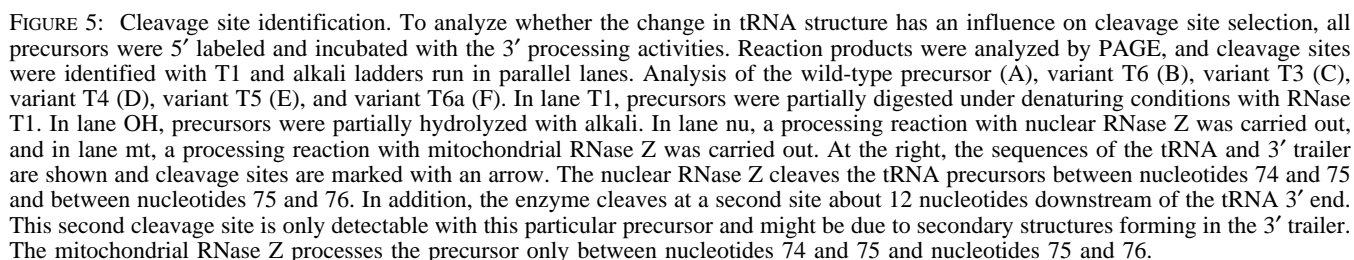 FIGURE 5: Cleavage site identification. To analyze whether the change in tRNA structure has an influence on cleavage site selection, all
precursors were 5′ labeled and incubated with the 3′ processing activities. Reaction products were analyzed by PAGE, and cleavage sites
were identified with T1 and alkali ladders run in parallel lanes. Analysis of the wild-type precursor (A), variant T6 (B), variant T3 (C),
variant T4 (D), variant T5 (E), and variant T6a (F). In lane T1, precursors were partially digested under denaturing conditions with RNase
T1. In lane OH, precursors were partially hydrolyzed with alkali. In lane nu, a processing reaction with nuclear RNase Z was carried out,
and in lane mt, a processing reaction with mitochondrial RNase Z was carried out. At the right, the sequences of the tRNA and 3′ trailer
are shown and cleavage sites are marked with an arrow. The nuclear RNase Z cleaves the tRNA precursors between nucleotides 74 and 75
and between nucleotides 75 and 76. In addition, the enzyme cleaves at a second site about 12 nucleotides downstream of the tRNA 3′ end.
This second cleavage site is only detectable with this particular precursor and might be due to secondary structures forming in the 3′ trailer.
The mitochondrial RNase Z processes the precursor only between nucleotides 74 and 75 and nucleotides 75 and 76.